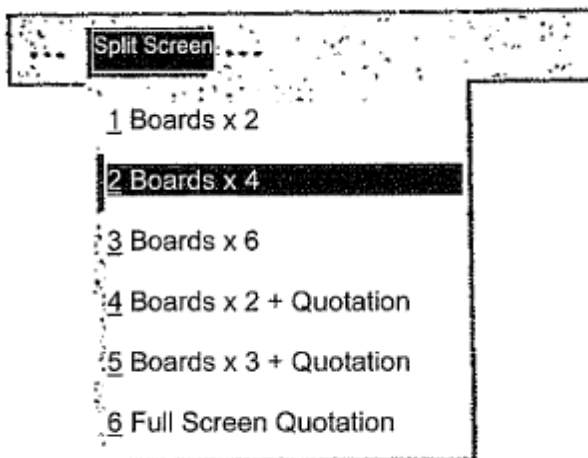 Split Screen
1 Boards x 2
2 Boards x 4
3 Boards x 6
4 Boards x 2 + Quotation
5 Boards x 3 + Quotation
6 Full Screen Quotation